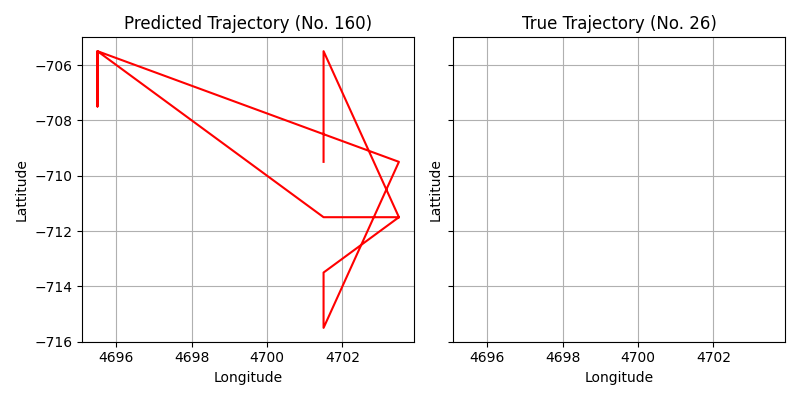 Predicted Trajectory (No. 160)
True Trajectory (No. 26)
−706
−708
−710
−712
−714
−716
Lattitude
Lattitude
4696
4698
4700
4702
4696
4698
4700
4702
Longitude
Longitude